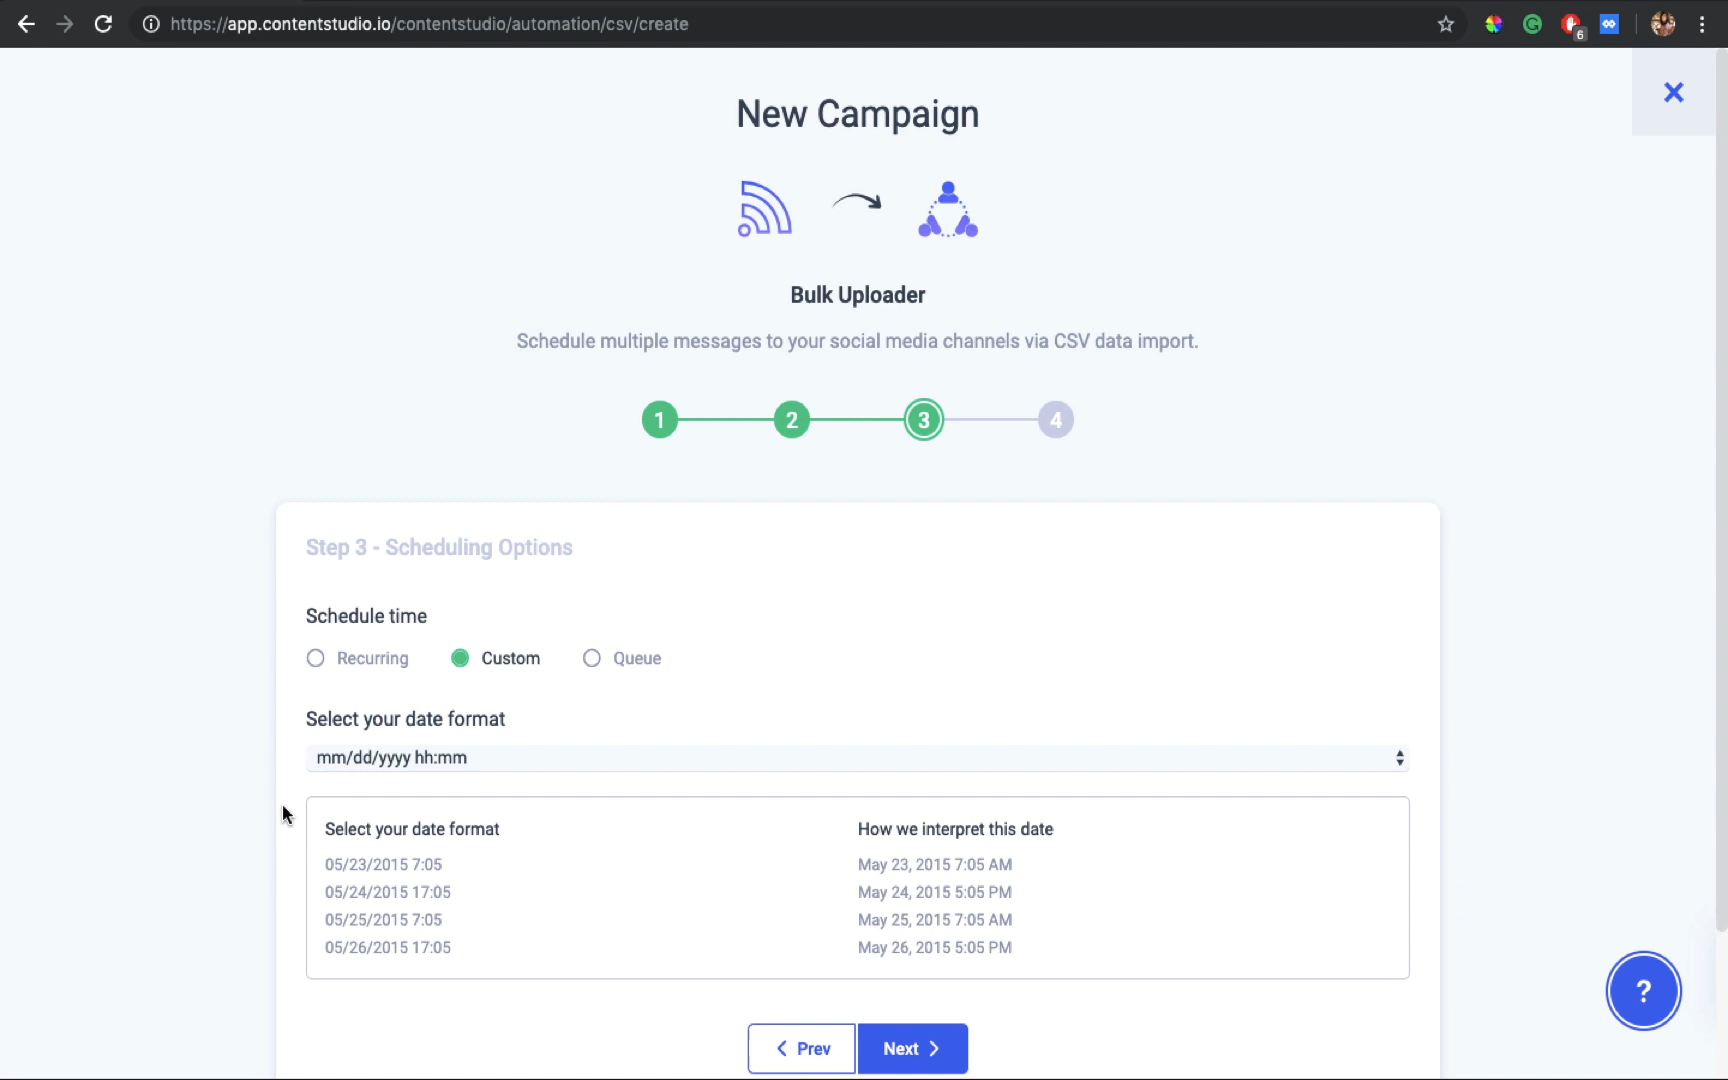 https://app.contentstudio.io/contentstudio/automation/csv/create
6
New Campaign
Bulk Uploader
Schedule multiple messages to your social media channels via CSV data import.
1 2 3 4
Step 3 - Scheduling Options
Schedule time
Recurring Custom Queue
Select your date format
mm/dd/yyyy hh:mm
Select your date format How we interpret this date
05/23/2015 7:05 May 23, 2015 7:05 AM
05/24/2015 17:05 May 24, 2015 5:05 PM
05/25/2015 7:05 May 25, 2015 7:05 AM
05/26/2015 17:05 May 26, 2015 5:05 PM
?
Prev Next